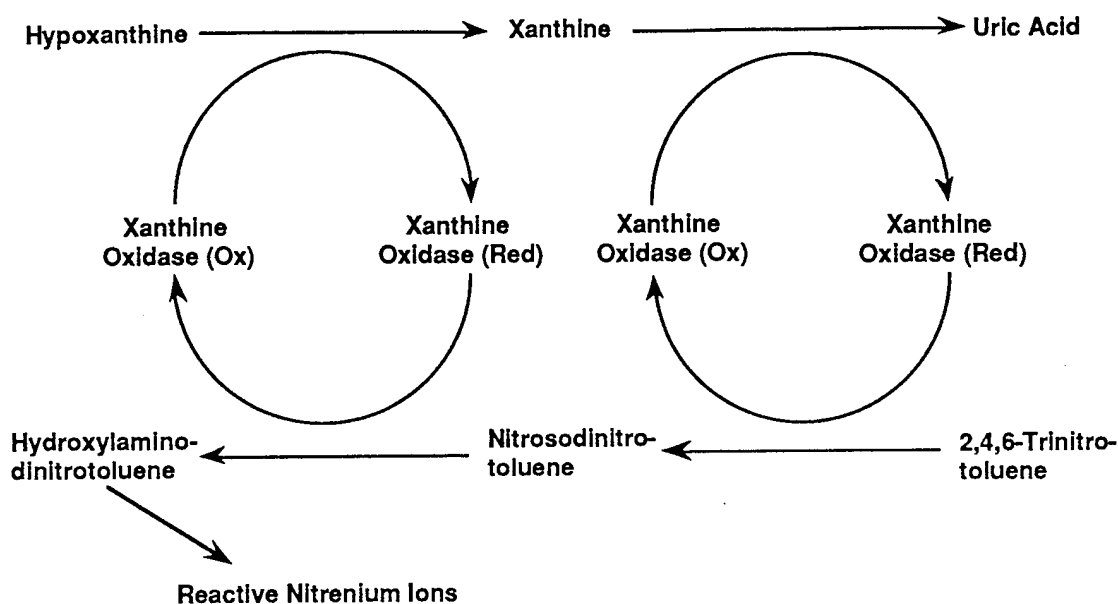 Hypoxanthine
Xanthine
Uric Acid
Xanthine
Oxidase (Ox)
Xanthine
Oxidase (Red)
Xanthine
Oxidase (Ox)
Xanthine
Oxidase (Red)
Hydroxylamino-
dinitrotoluene
Nitrosodinitro-
toluene
2,4,6-Trinitro-
toluene
Reactive Nitrenium Ions